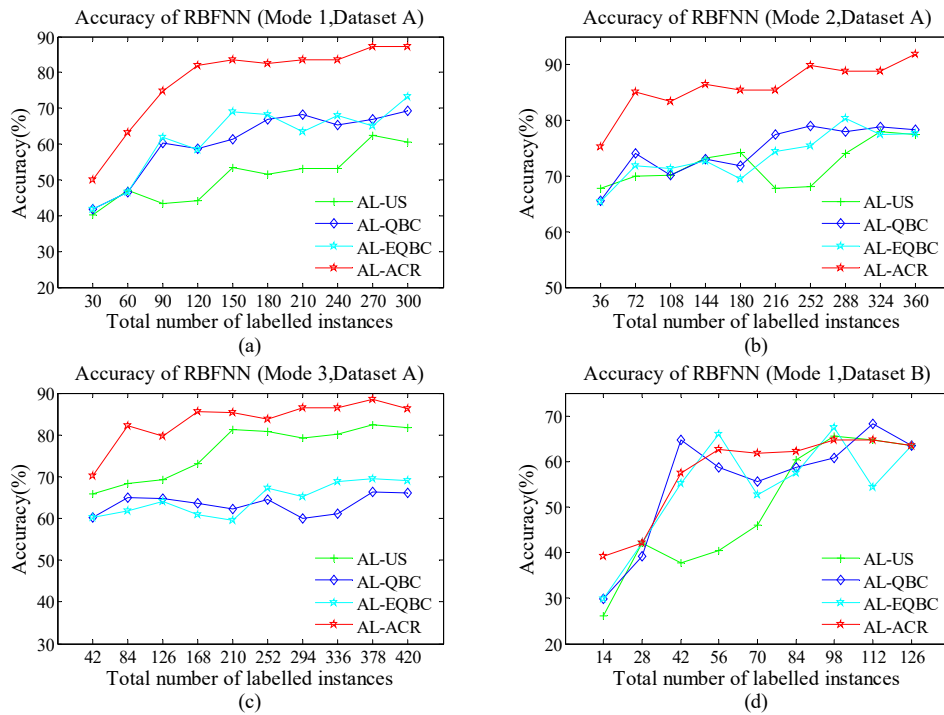 Accuracy of RBFNN (Mode 1,Dataset A)
90
80
70
60
50
40
30
20
Accuracy(%)
AL-US
AL-QBC
AL-EQBC
AL-ACR
30 60 90 120 150 180 210 240 270 300
Total number of labelled instances
(a)
Accuracy of RBFNN (Mode 2,Dataset A)
90
80
70
60
50
Accuracy(%)
AL-US
AL-QBC
AL-EQBC
AL-ACR
36 72 108 144 180 216 252 288 324 360
Total number of labelled instances
(b)
Accuracy of RBFNN (Mode 3,Dataset A)
90
80
70
60
50
40
30
Accuracy(%)
AL-US
AL-QBC
AL-EQBC
AL-ACR
42 84 126 168 210 252 294 336 378 420
Total number of labelled instances
(c)
Accuracy of RBFNN (Mode 1,Dataset B)
70
60
50
40
30
20
Accuracy(%)
AL-US
AL-QBC
AL-EQBC
AL-ACR
14 28 42 56 70 84 98 112 126
Total number of labelled instances
(d)